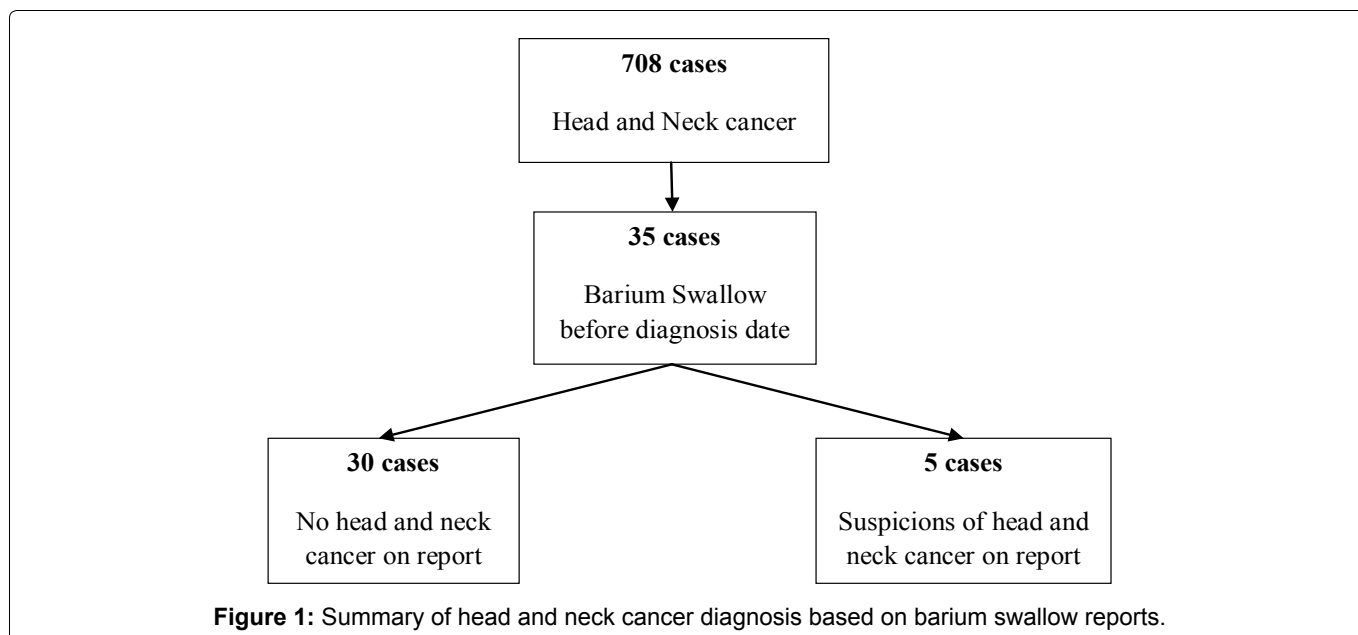 708 cases
Head and Neck cancer
35 cases
Barium Swallow
before diagnosis date
30 cases
No head and neck
cancer on report
5 cases
Suspicions of head and
neck cancer on report
Figure 1: Summary of head and neck cancer diagnosis based on barium swallow reports.